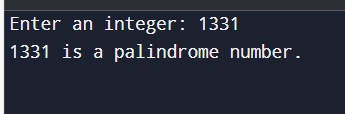 Enter an integer: 1331
1331 is a palindrome number.